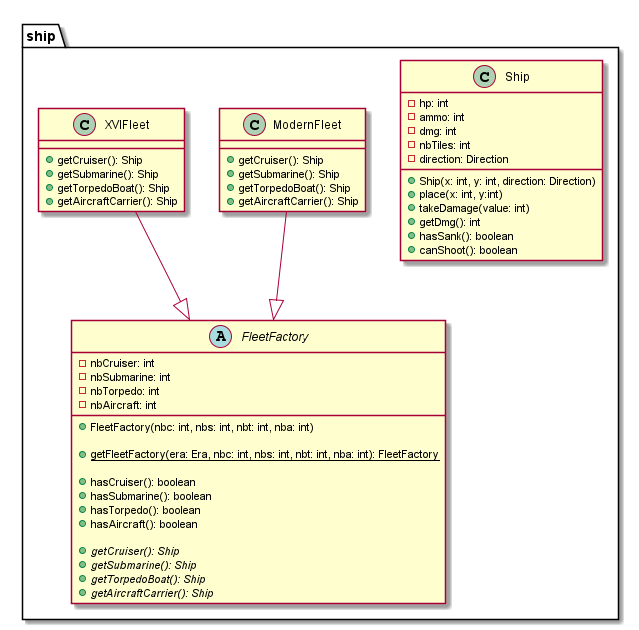 ship
C XVIFleet
getCruiser(): Ship
getSubmarine(): Ship
getTorpedoBoat(): Ship
getAircraftCarrier(): Ship
C ModernFleet
getCruiser(): Ship
getSubmarine(): Ship
getTorpedoBoat(): Ship
getAircraftCarrier(): Ship
C Ship
hp: int
ammo: int
dmg: int
nbTiles: int
direction: Direction
Ship(x: int, y: int, direction: Direction)
place(x: int, y:int)
takeDamage(value: int)
getDmg(): int
hasSank(): boolean
canShoot(): boolean
A FleetFactory
nbCruiser: int
nbSubmarine: int
nbTorpedo: int
nbAircraft: int
FleetFactory(nbc: int, nbs: int, nbt: int, nba: int)
getFleetFactory(era: Era, nbc: int, nbs: int, nbt: int, nba: int): FleetFactory
hasCruiser(): boolean
hasSubmarine(): boolean
hasTorpedo(): boolean
hasAircraft(): boolean
getCruiser(): Ship
getSubmarine(): Ship
getTorpedoBoat(): Ship
getAircraftCarrier(): Ship